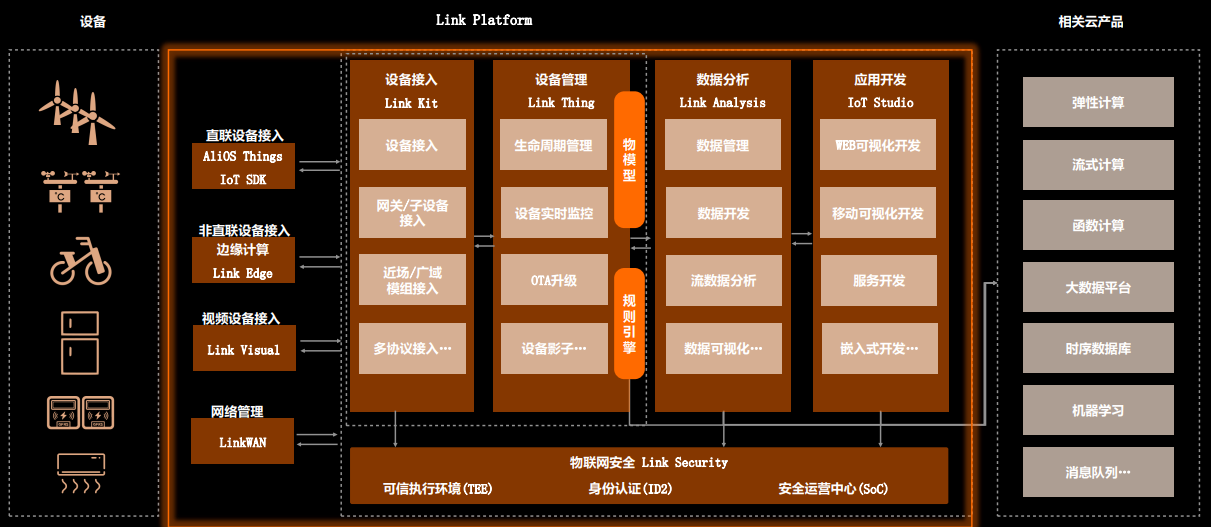 设备
Link Platform
相关云产品
直联设备接入
AliOS Things
IoT SDK
非直联设备接入
边缘计算
Link Edge
视频设备接入
Link Visual
网络管理
LinkWAN
设备接入
Link Kit
设备接入
网关/子设备
接入
近场/广域
模组接入
多协议接入…
设备管理
Link Thing
生命周期管理
设备实时监控
OTA升级
设备影子…
物模型
规则引擎
数据分析
Link Analysis
数据管理
数据开发
流数据分析
数据可视化…
应用开发
IoT Studio
WEB可视化开发
移动可视化开发
服务开发
嵌入式开发…
物联网安全 Link Security
可信执行环境(TEE)
身份认证(ID2)
安全运营中心(SoC)
弹性计算
流式计算
函数计算
大数据平台
时序数据库
机器学习
消息队列…
°C
°C
GPRS
GPRS